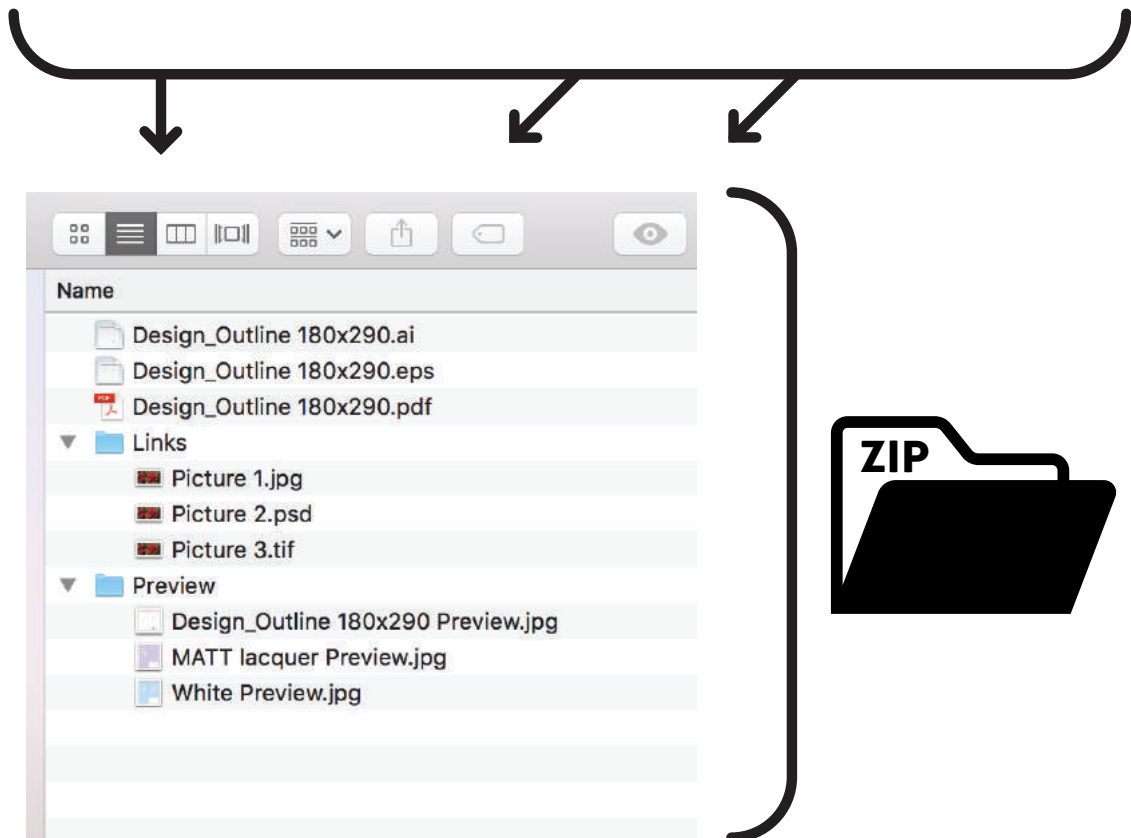 Name
Design_Outline 180x290.ai
Design_Outline 180x290.eps
PDF
Design_Outline 180x290.pdf
Links
Picture 1.jpg
Picture 2.psd
Picture 3.tif
Preview
Design_Outline 180x290 Preview.jpg
MATT lacquer Preview.jpg
White Preview.jpg
ZIP